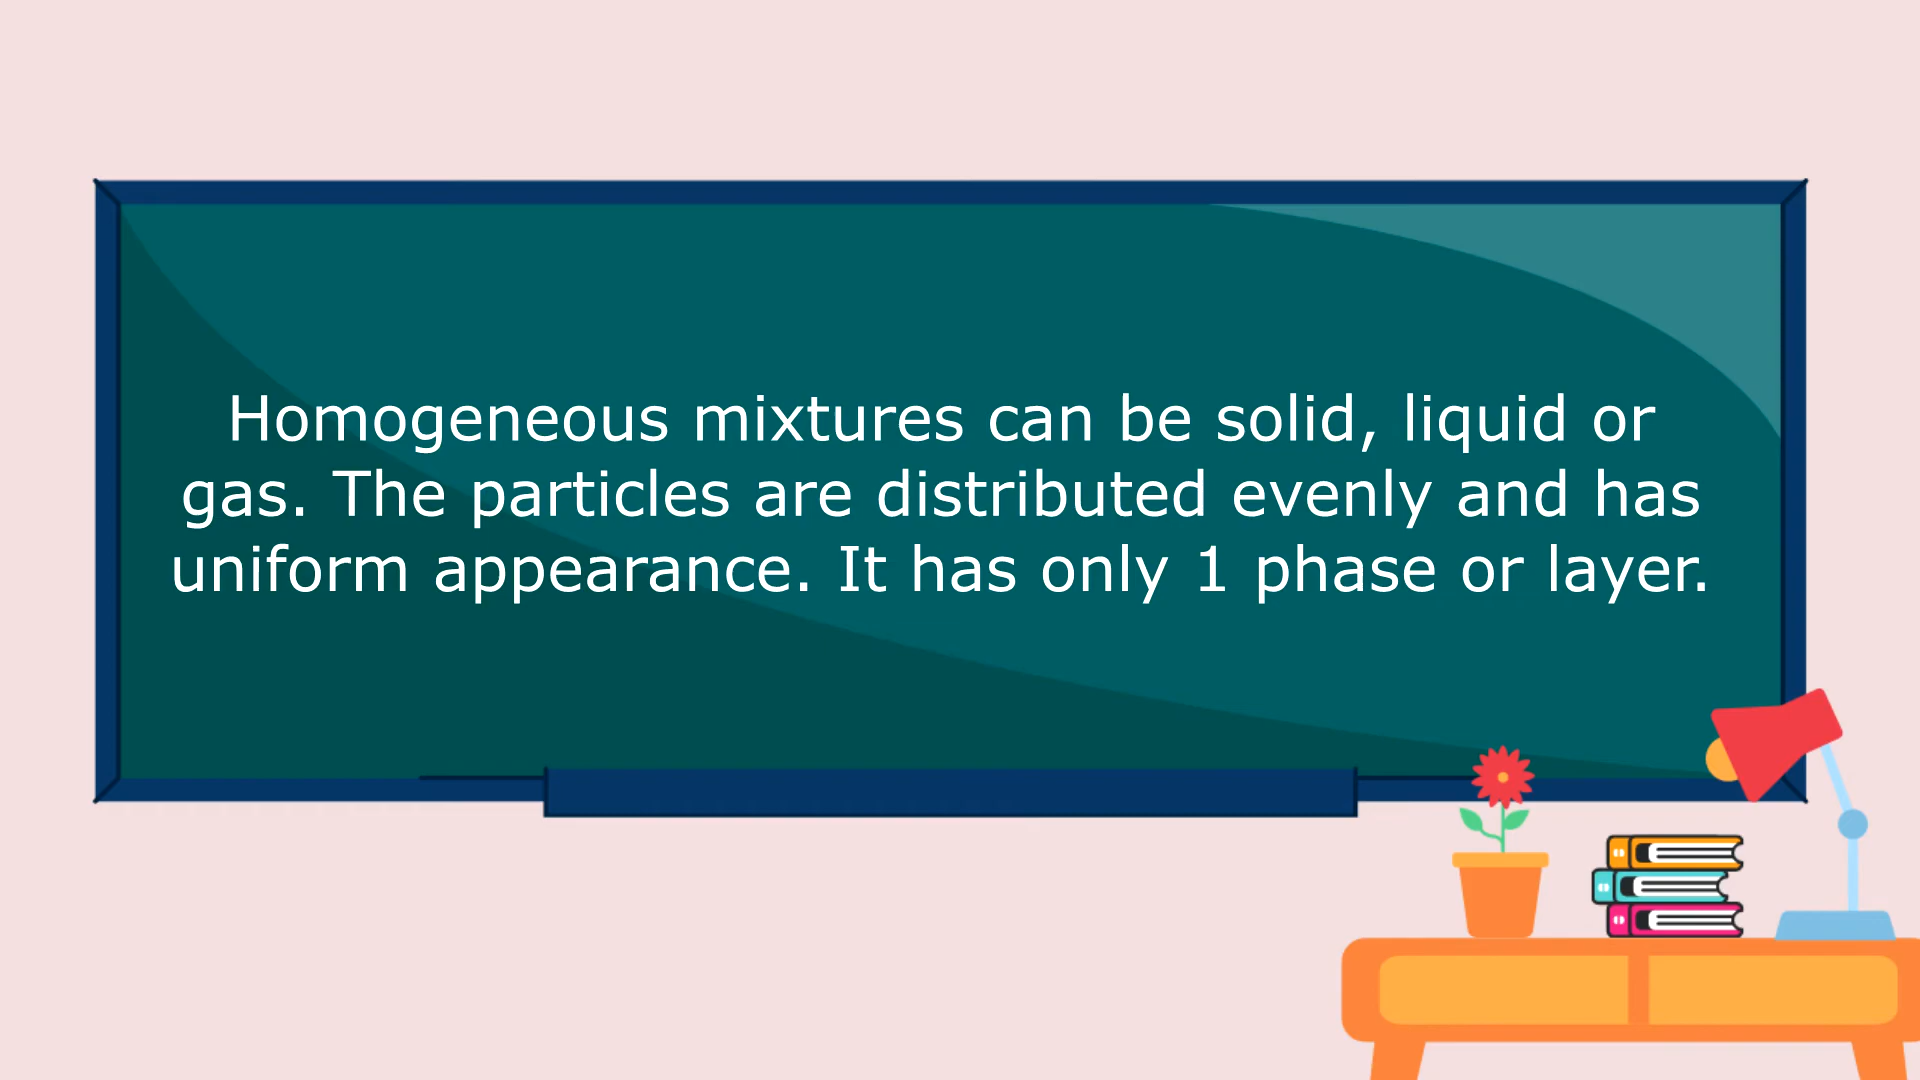 Homogeneous mixtures can be solid, liquid or
gas. The particles are distributed evenly and has
uniform appearance. It has only 1 phase or layer.